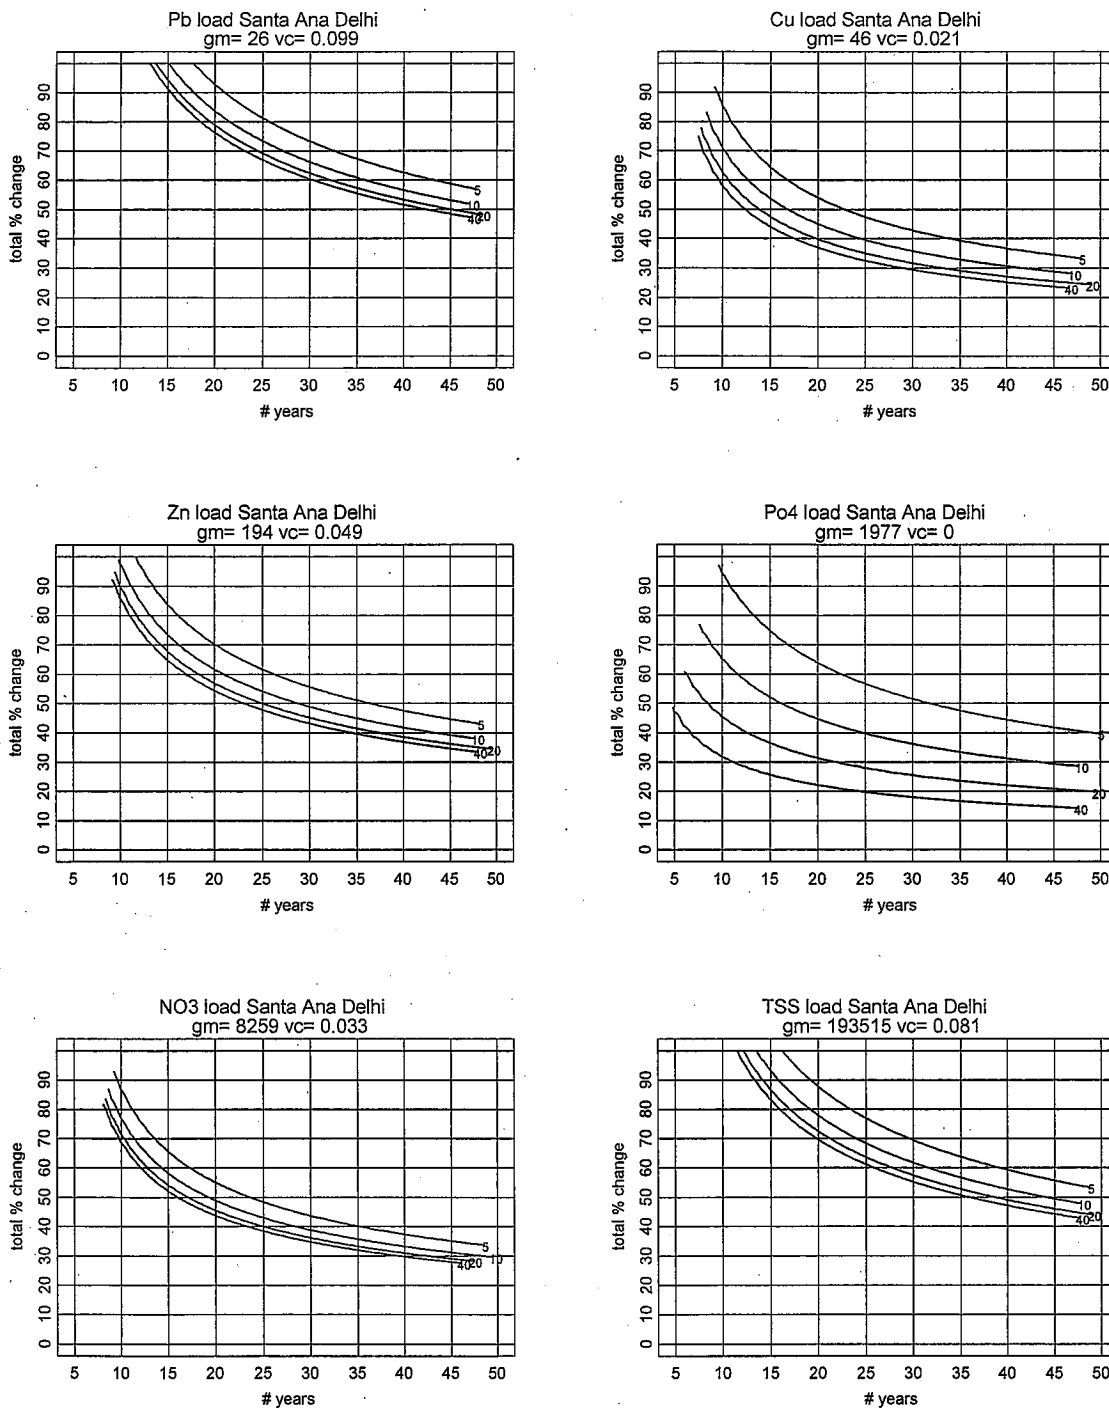 Pb load Santa Ana Delhi
gm= 26 vc= 0.099
total % change
90
80
70
60
50
40
30
20
10
0
5
10
20
40
5 10 15 20 25 30 35 40 45 50
# years
Cu load Santa Ana Delhi
gm= 46 vc= 0.021
total % change
90
80
70
60
50
40
30
20
10
0
5
10
20
40
5 10 15 20 25 30 35 40 45 50
# years
Zn load Santa Ana Delhi
gm= 194 vc= 0.049
total % change
90
80
70
60
50
40
30
20
10
0
5
10
20
40
5 10 15 20 25 30 35 40 45 50
# years
Po4 load Santa Ana Delhi
gm= 1977 vc= 0
total % change
90
80
70
60
50
40
30
20
10
0
5
10
20
40
5 10 15 20 25 30 35 40 45 50
# years
NO3 load Santa Ana Delhi
gm= 8259 vc= 0.033
total % change
90
80
70
60
50
40
30
20
10
0
5
10
20
40
5 10 15 20 25 30 35 40 45 50
# years
TSS load Santa Ana Delhi
gm= 193515 vc= 0.081
total % change
90
80
70
60
50
40
30
20
10
0
5
10
20
40
5 10 15 20 25 30 35 40 45 50
# years